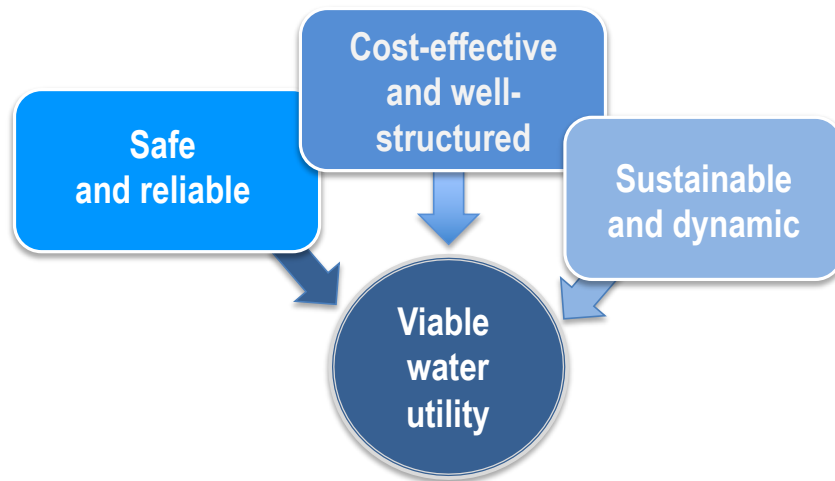 Cost-effective
and well-
structured
Safe
and reliable
Sustainable
and dynamic
Viable
water
utility